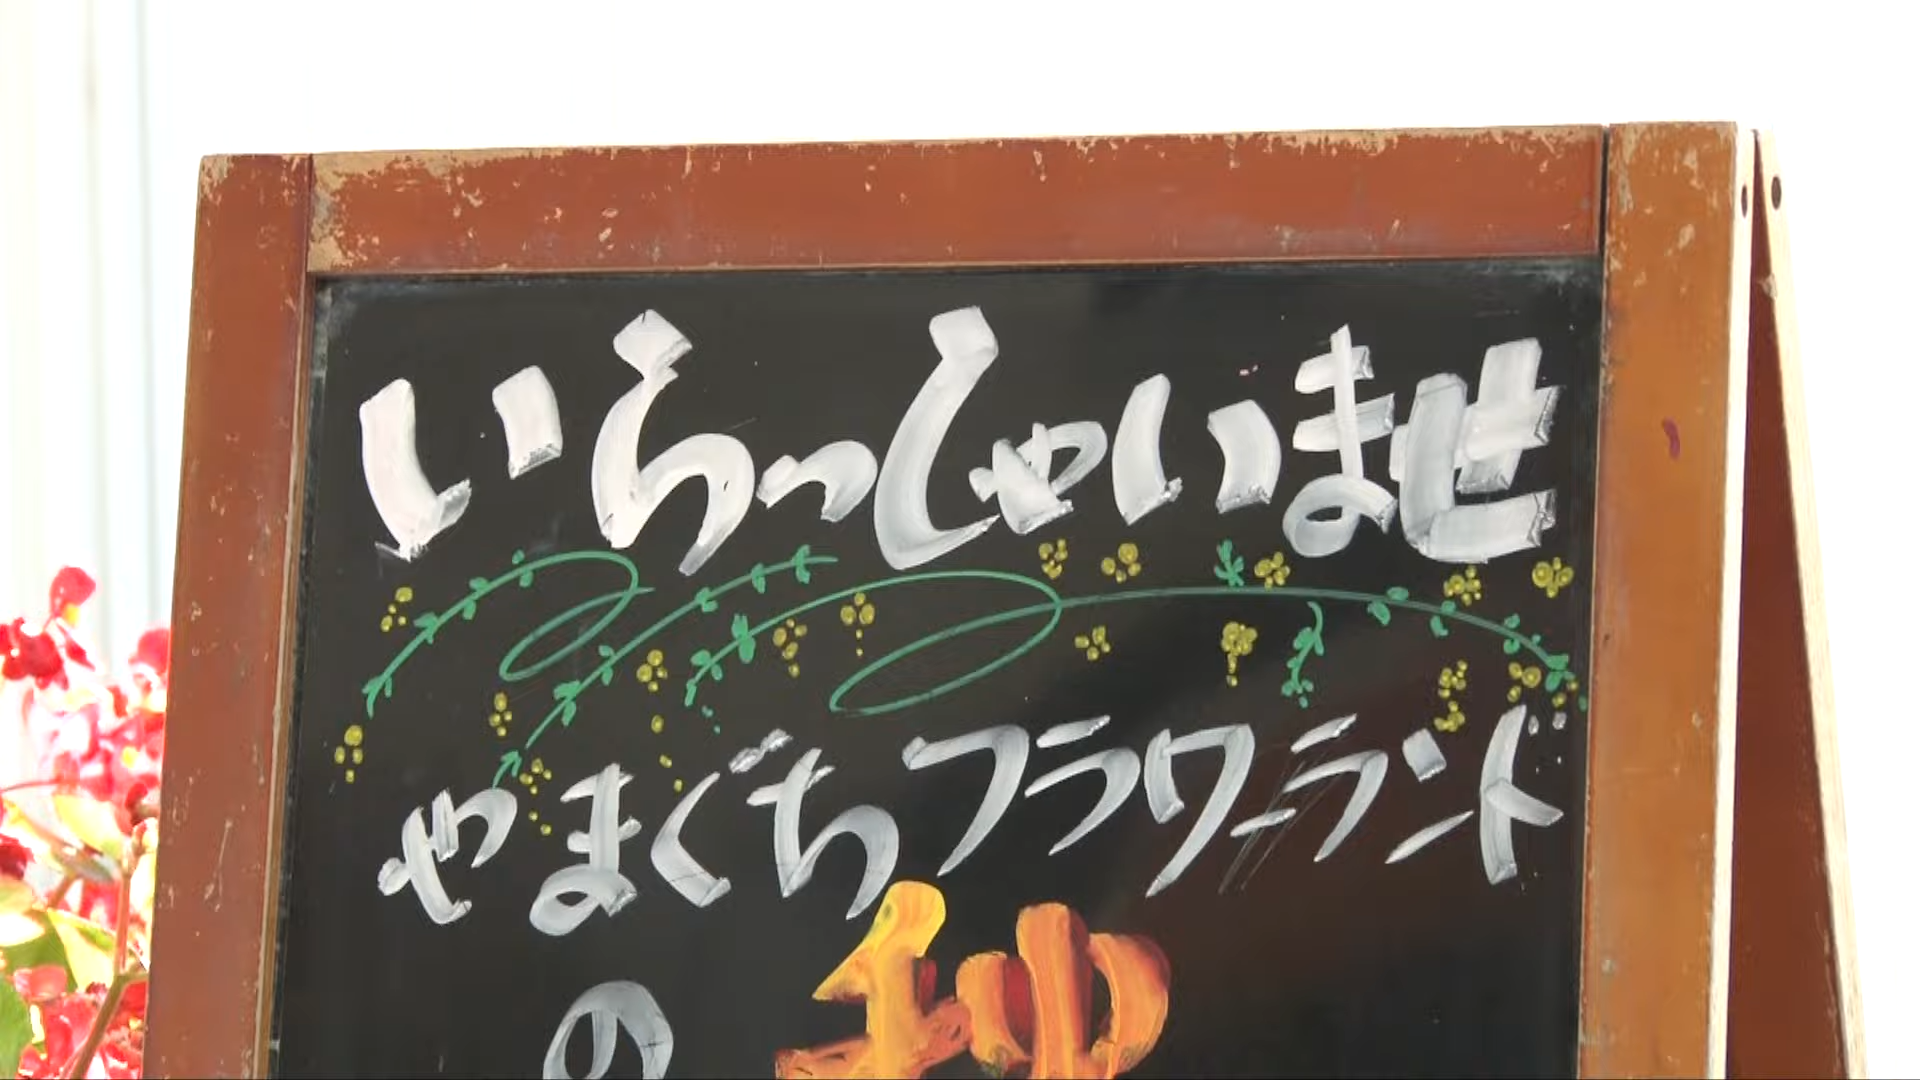 いらっしゃいませ
やまぐちフラワーランド
の